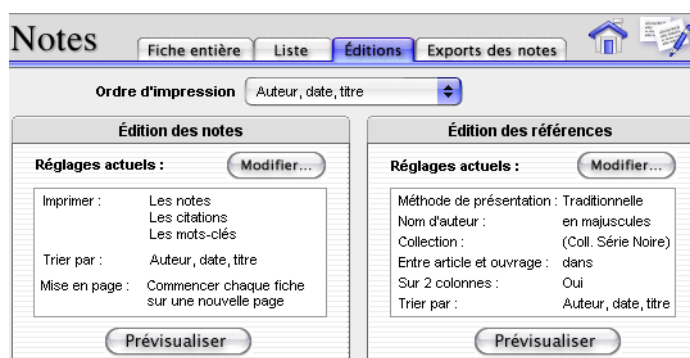 Notes
Fiche entière
Liste
Éditions
Exports des notes
Ordre d'impression Auteur, date, titre
Édition des notes
Réglages actuels : Modifier...
Imprimer : Les notes
Les citations
Les mots-clés
Trier par : Auteur, date, titre
Mise en page : Commencer chaque fiche
sur une nouvelle page
Prévisualiser
Édition des références
Réglages actuels : Modifier...
Méthode de présentation : Traditionnelle
Nom d'auteur : en majuscules
Collection : (Coll. Série Noire)
Entre article et ouvrage : dans
Sur 2 colonnes : Oui
Trier par : Auteur, date, titre
Prévisualiser